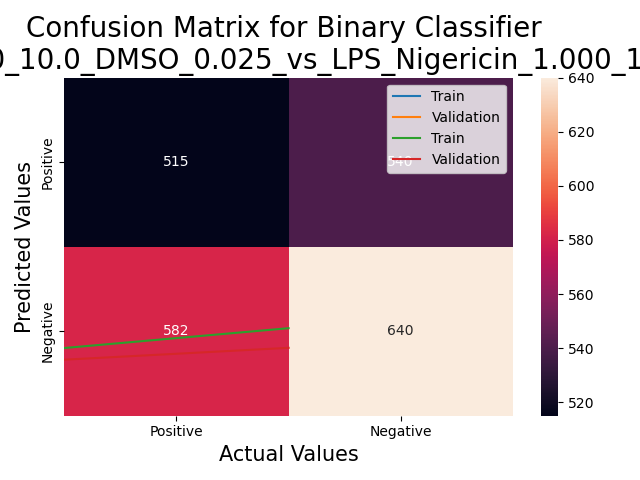 Confusion Matrix for Binary Classifier
0_10.0_DMSO_0.025_vs_LPS_Nigericin_1.000_1
Predicted Values
Positive
Negative
515
582
640
Train
Validation
Train
Validation
Positive
Negative
Actual Values
640
620
600
580
560
540
520